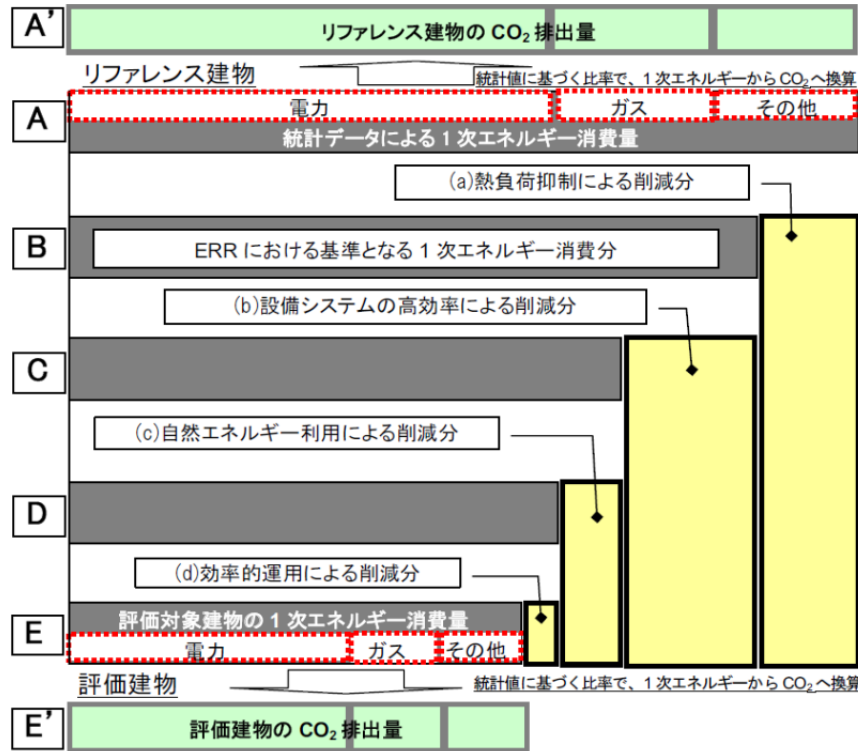 A'
リファレンス建物の CO₂ 排出量
リファレンス建物
統計値に基づく比率で、1次エネルギーから CO₂ へ換算
A
電力
ガス
その他
統計データによる 1 次エネルギー消費量
(a)熱負荷抑制による削減分
B
ERR における基準となる 1 次エネルギー消費分
(b)設備システムの高効率による削減分
C
(c)自然エネルギー利用による削減分
D
(d)効率的運用による削減分
E
評価対象建物の 1 次エネルギー消費量
電力
ガス
その他
評価建物
統計値に基づく比率で、1次エネルギーから CO₂ へ換算
E'
評価建物の CO₂ 排出量